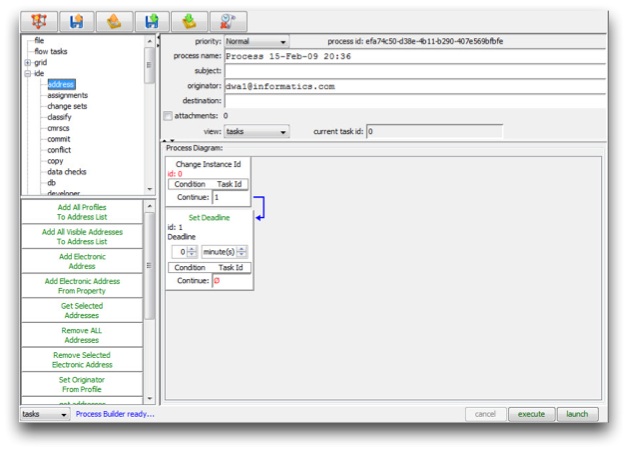 file
flow tasks
grid
ide
address
assignments
change sets
classify
cmrscs
commit
conflict
copy
data checks
db
developer
priority: Normal process id: efa74c50-d38e-4b11-b290-407e569bfbfe
process name: Process 15-Feb-09 20:36
subject:
originator: dwal@informatics.com
destination:
attachments: 0
view: tasks current task id: 0
Process Diagram:
Change Instance Id
id: 0
Condition Task Id
Continue: 1
Set Deadline
id: 1
Deadline
0 minute(s)
Condition Task Id
Continue: Ø
Add All Profiles
To Address List
Add All Visible Addresses
To Address List
Add Electronic
Address
Add Electronic Address
From Property
Get Selected
Addresses
Remove ALL
Addresses
Remove Selected
Electronic Address
Set Originator
From Profile
get addresses
tasks Process Builder ready... cancel execute launch